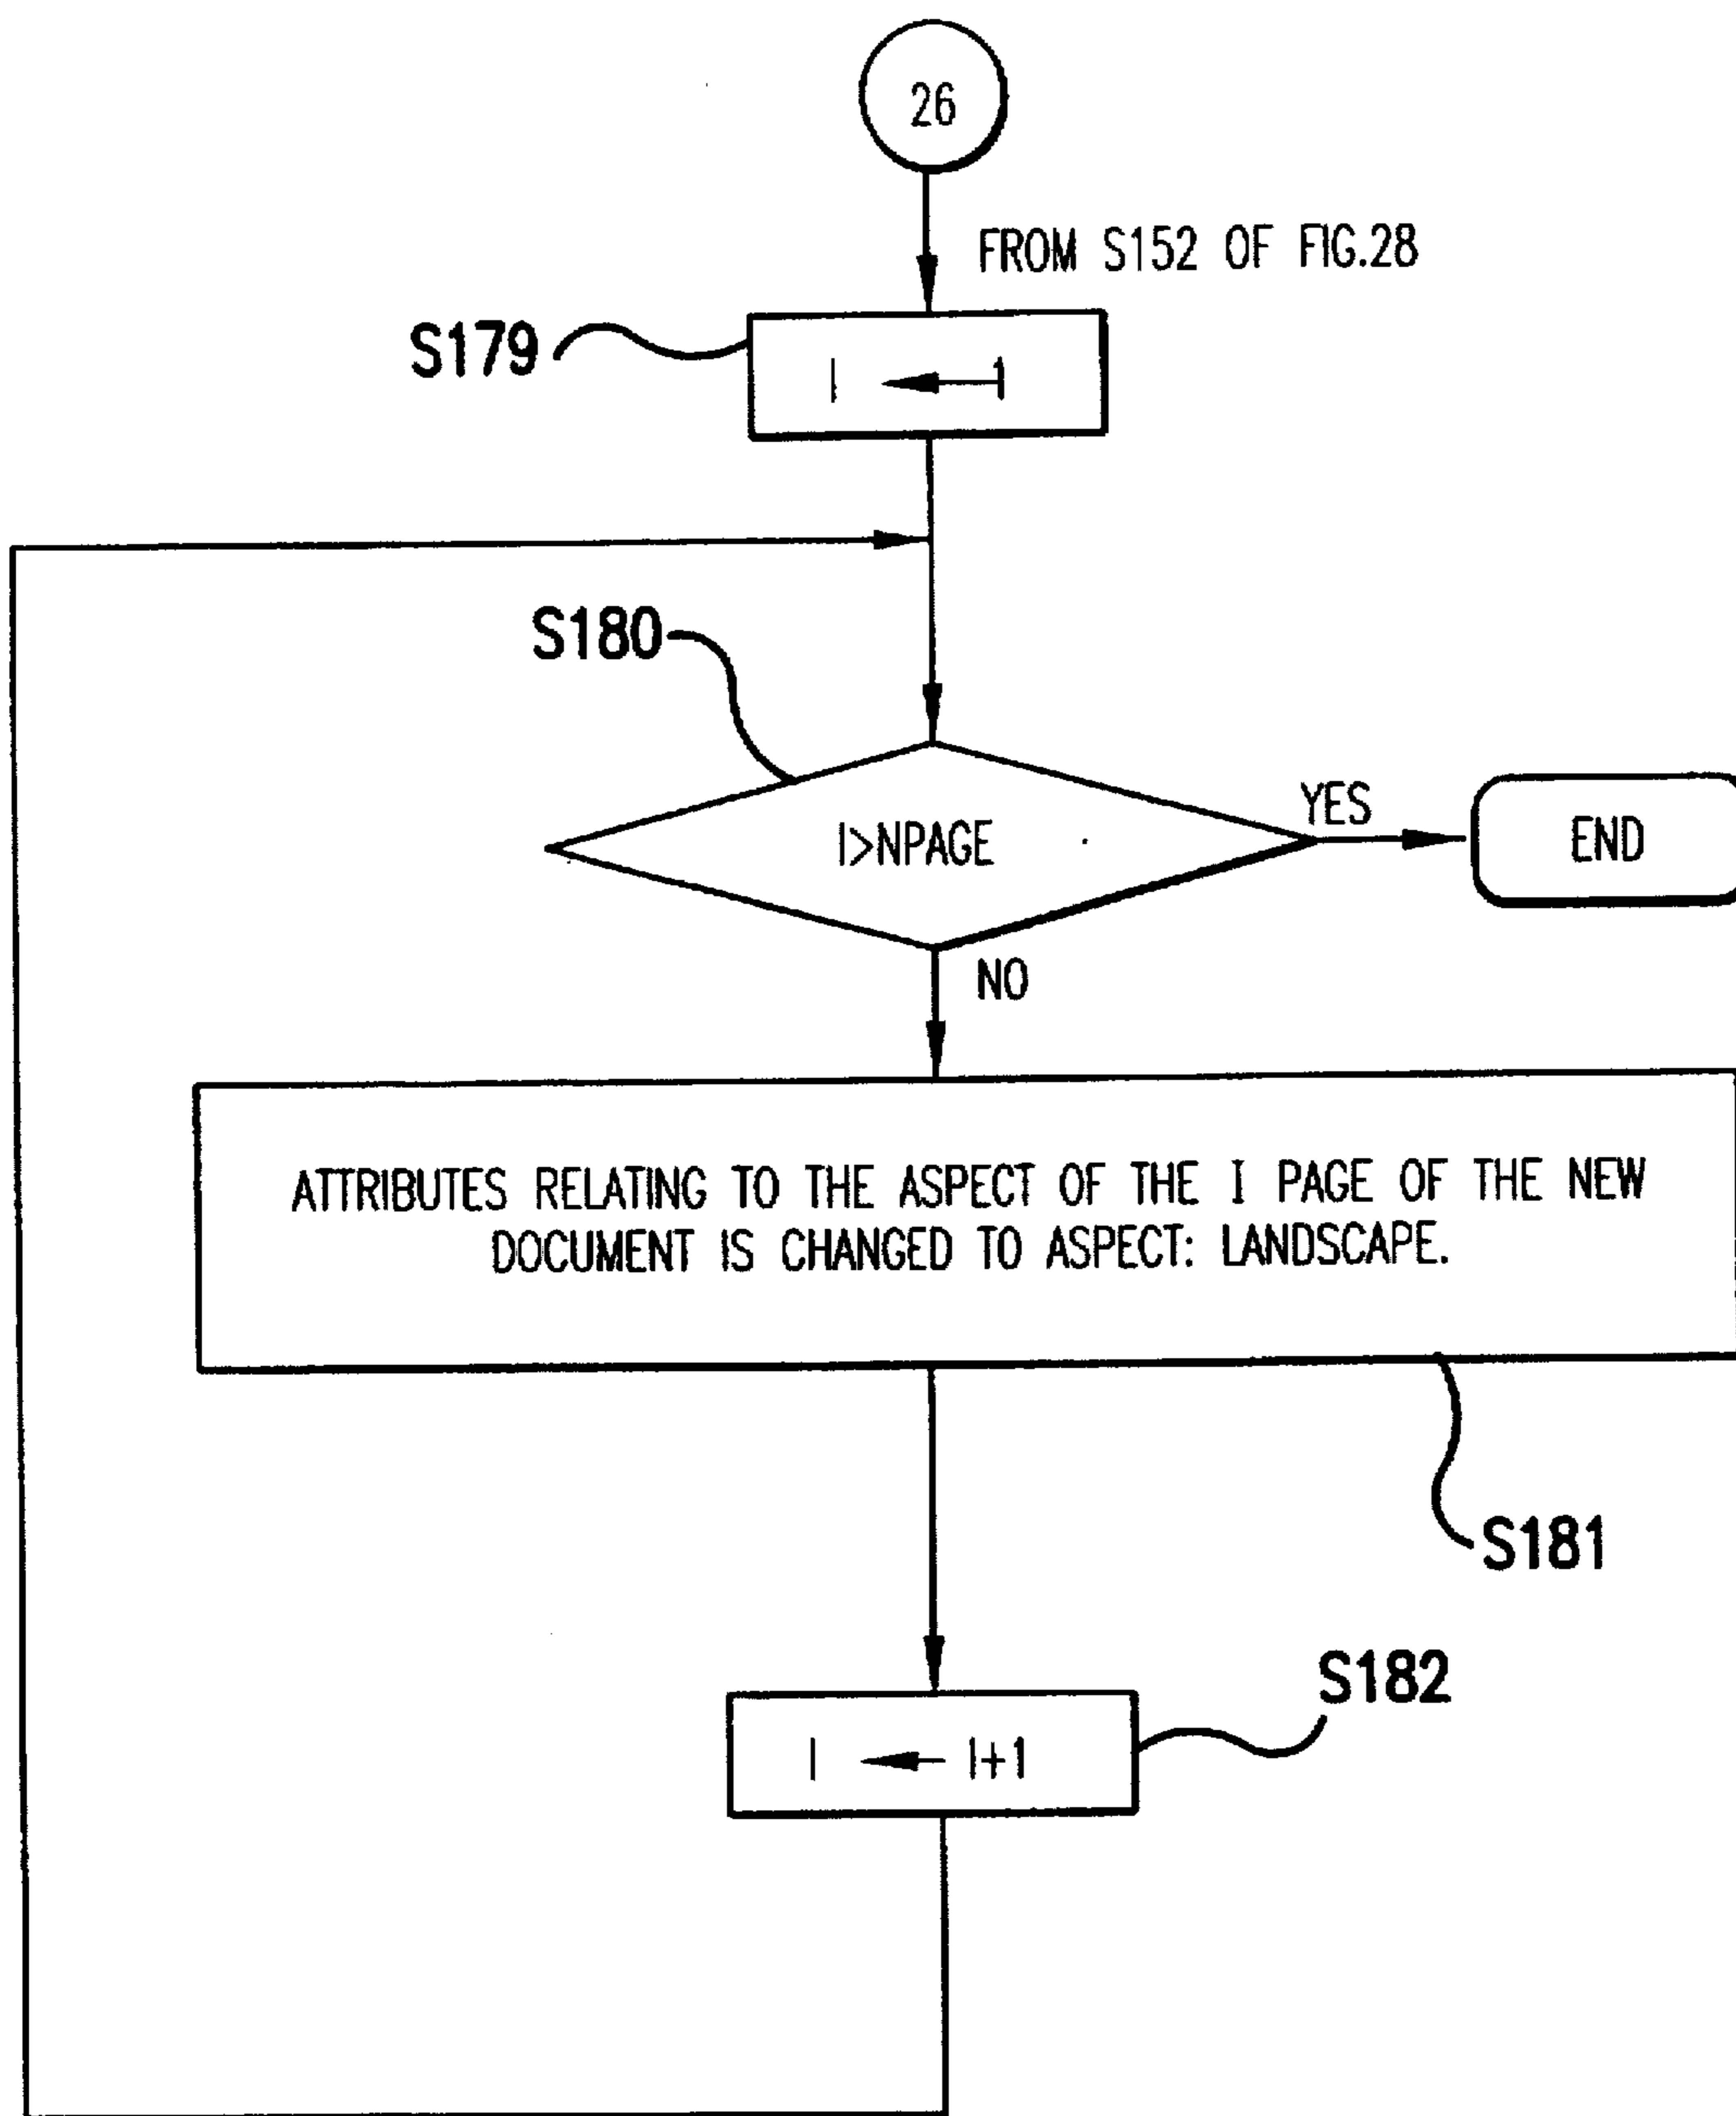 26
FROM S152 OF FIG.28
S179
I ← 1
S180
I>NPAGE
YES
END
NO
ATTRIBUTES RELATING TO THE ASPECT OF THE I PAGE OF THE NEW
DOCUMENT IS CHANGED TO ASPECT: LANDSCAPE.
S181
S182
I ← I+1